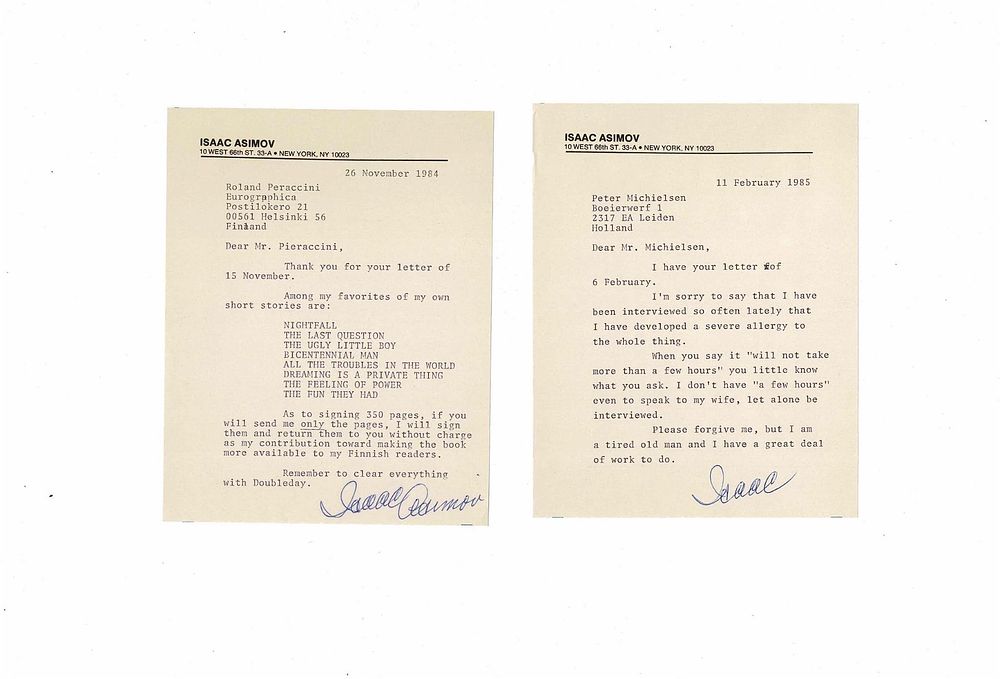 ISAAC ASIMOV
10 WEST 66th ST. 33-A • NEW YORK, NY 10023
26 November 1984
Roland Peraccini
Eurographica
Postilokero 21
00561 Helsinki 56
Finland
Dear Mr. Pieraccini,
Thank you for your letter of
15 November.
Among my favorites of my own
short stories are:
NIGHTFALL
THE LAST QUESTION
THE UGLY LITTLE BOY
BICENTENNIAL MAN
ALL THE TROUBLES IN THE WORLD
DREAMING IS A PRIVATE THING
THE FEELING OF POWER
THE FUN THEY HAD
As to signing 350 pages, if you
will send me only the pages, I will sign
them and return them to you without charge
as my contribution toward making the book
more available to my Finnish readers.
Remember to clear everything
with Doubleday.
Isaac Asimov
ISAAC ASIMOV
10 WEST 66th ST. 33-A • NEW YORK, NY 10023
11 February 1985
Peter Michielsen
Boeierwerf 1
2317 EA Leiden
Holland
Dear Mr. Michielsen,
I have your letter of
6 February.
I'm sorry to say that I have
been interviewed so often lately that
I have developed a severe allergy to
the whole thing.
When you say it "will not take
more than a few hours" you little know
what you ask. I don't have "a few hours"
even to speak to my wife, let alone be
interviewed.
Please forgive me, but I am
a tired old man and I have a great deal
of work to do.
Isaac